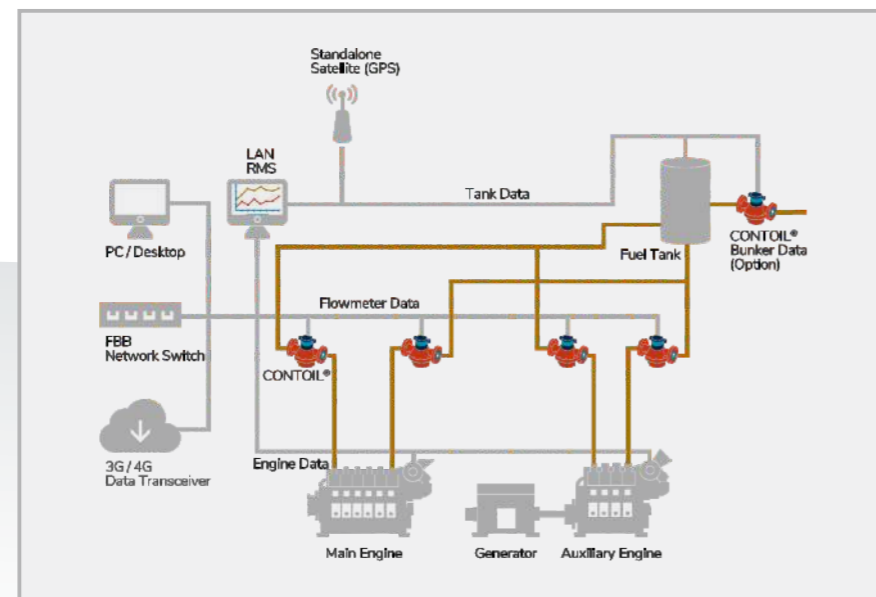 Standalone
Satellite (GPS)
LAN
RMS
Tank Data
PC / Desktop
Fuel Tank
CONTOIL®
Bunker Data
(Option)
Flowmeter Data
FBB
Network Switch
CONTOIL®
3G / 4G
Data Transceiver
Engine Data
Main Engine
Generator
Auxiliary Engine